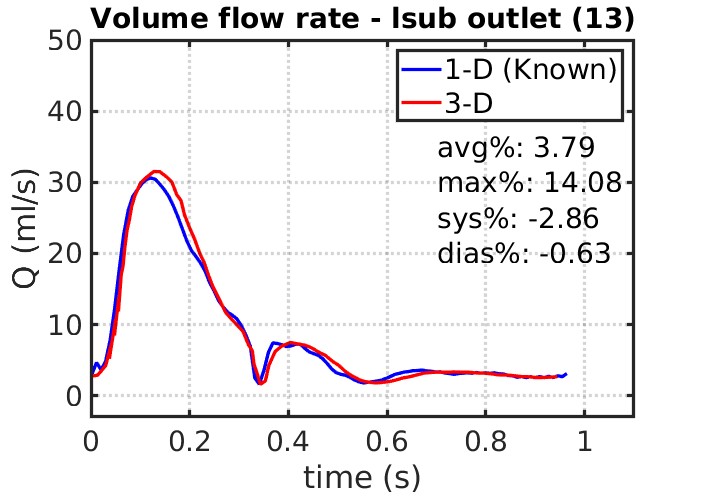 Volume flow rate - lsub outlet (13)
50
40
30
20
10
0
Q (ml/s)
1-D (Known)
3-D
avg%: 3.79
max%: 14.08
sys%: -2.86
dias%: -0.63
0 0.2 0.4 0.6 0.8 1
time (s)